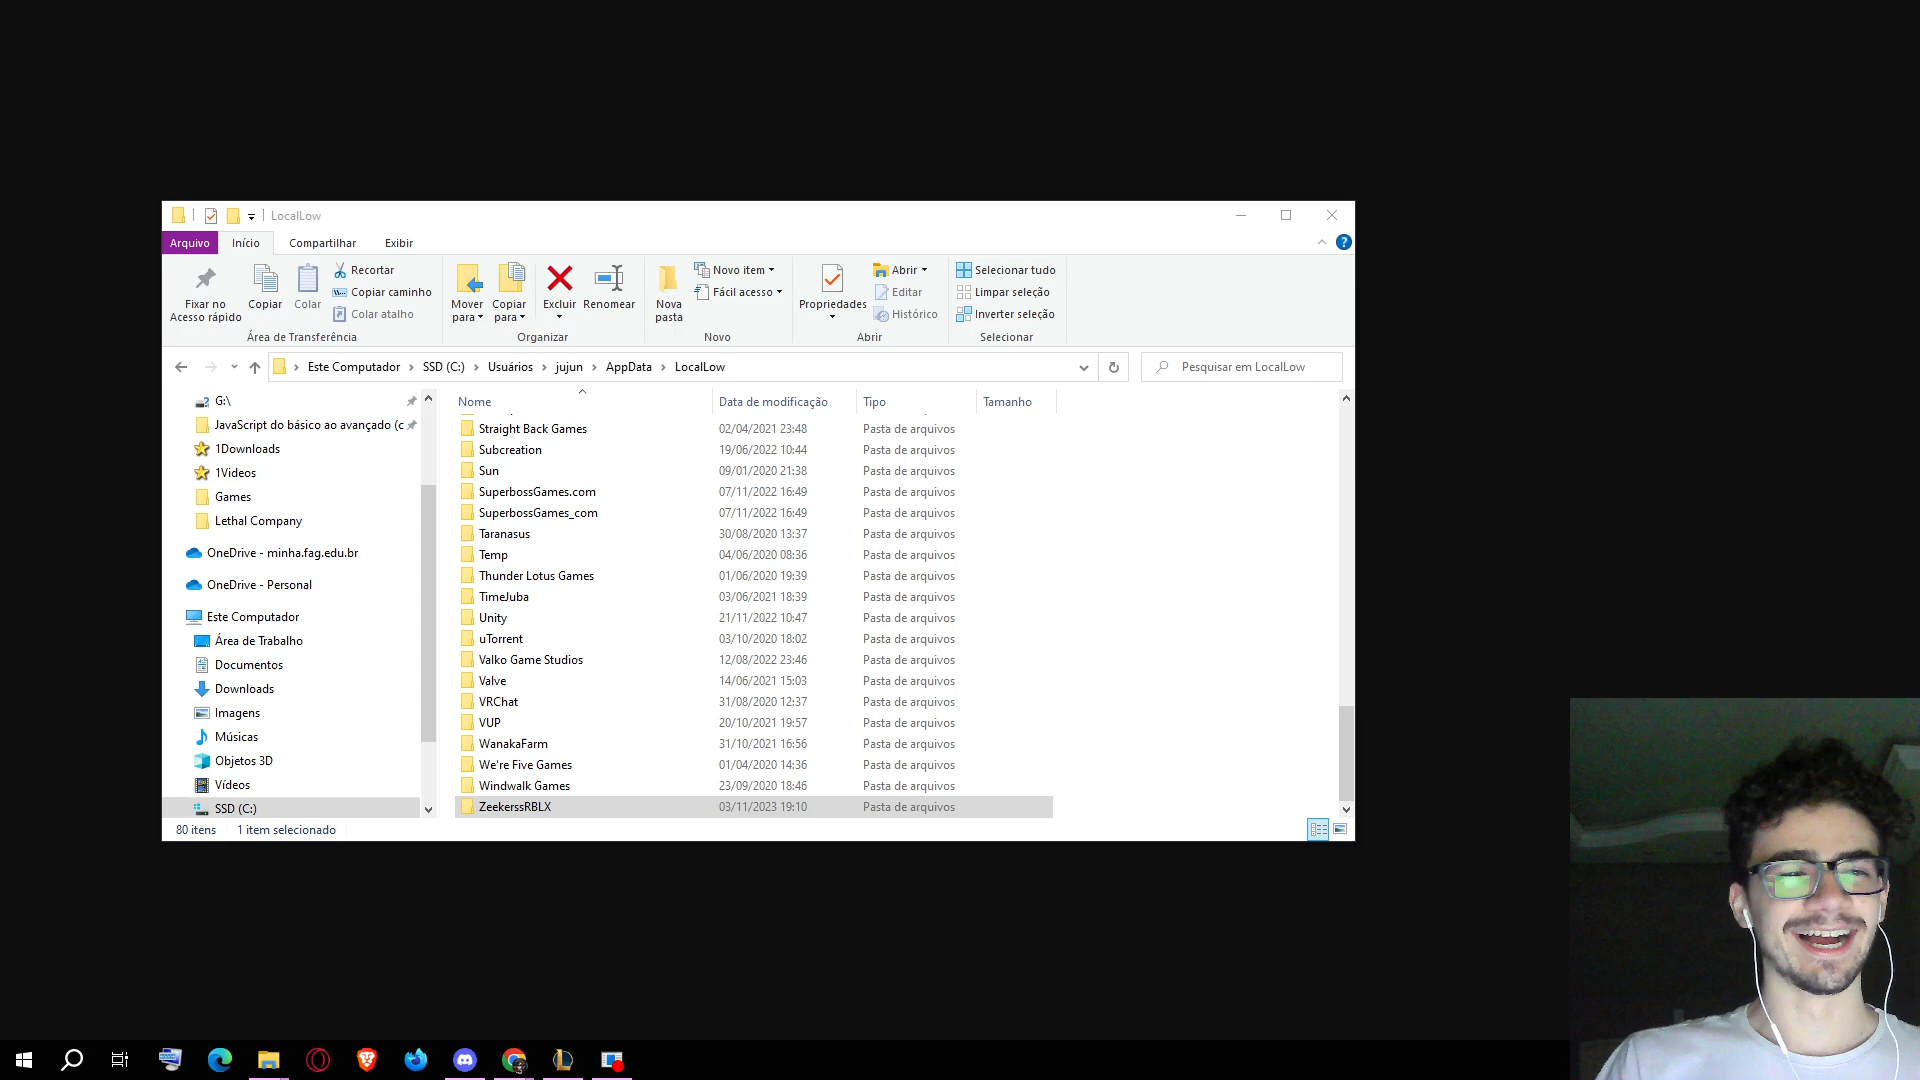 LocalLow
Arquivo Início Compartilhar Exibir
Fixar no Acesso rápido
Copiar
Colar
Recortar
Copiar caminho
Colar atalho
Área de Transferência
Mover para
Copiar para
Excluir
Renomear
Organizar
Nova pasta
Novo item
Fácil acesso
Novo
Propriedades
Abrir
Editar
Histórico
Abrir
Selecionar tudo
Limpar seleção
Inverter seleção
Selecionar
Este Computador > SSD (C:) > Usuários > jujun > AppData > LocalLow
Pesquisar em LocalLow
G:\
JavaScript do básico ao avançado (c
1Downloads
1Videos
Games
Lethal Company
OneDrive - minha.fag.edu.br
OneDrive - Personal
Este Computador
Área de Trabalho
Documentos
Downloads
Imagens
Músicas
Objetos 3D
Vídeos
SSD (C:)
Nome Data de modificação Tipo Tamanho
Straight Back Games 02/04/2021 23:48 Pasta de arquivos
Subcreation 19/06/2022 10:44 Pasta de arquivos
Sun 09/01/2020 21:38 Pasta de arquivos
SuperbossGames.com 07/11/2022 16:49 Pasta de arquivos
SuperbossGames_com 07/11/2022 16:49 Pasta de arquivos
Taranasus 30/08/2020 13:37 Pasta de arquivos
Temp 04/06/2020 08:36 Pasta de arquivos
Thunder Lotus Games 01/06/2020 19:39 Pasta de arquivos
TimeJuba 03/06/2021 18:39 Pasta de arquivos
Unity 21/11/2022 10:47 Pasta de arquivos
uTorrent 03/10/2020 18:02 Pasta de arquivos
Valko Game Studios 12/08/2022 23:46 Pasta de arquivos
Valve 14/06/2021 15:03 Pasta de arquivos
VRChat 31/08/2020 12:37 Pasta de arquivos
VUP 20/10/2021 19:57 Pasta de arquivos
WanakaFarm 31/10/2021 16:56 Pasta de arquivos
We're Five Games 01/04/2020 14:36 Pasta de arquivos
Windwalk Games 23/09/2020 18:46 Pasta de arquivos
ZeekerssRBLX 03/11/2023 19:10 Pasta de arquivos
80 itens 1 item selecionado